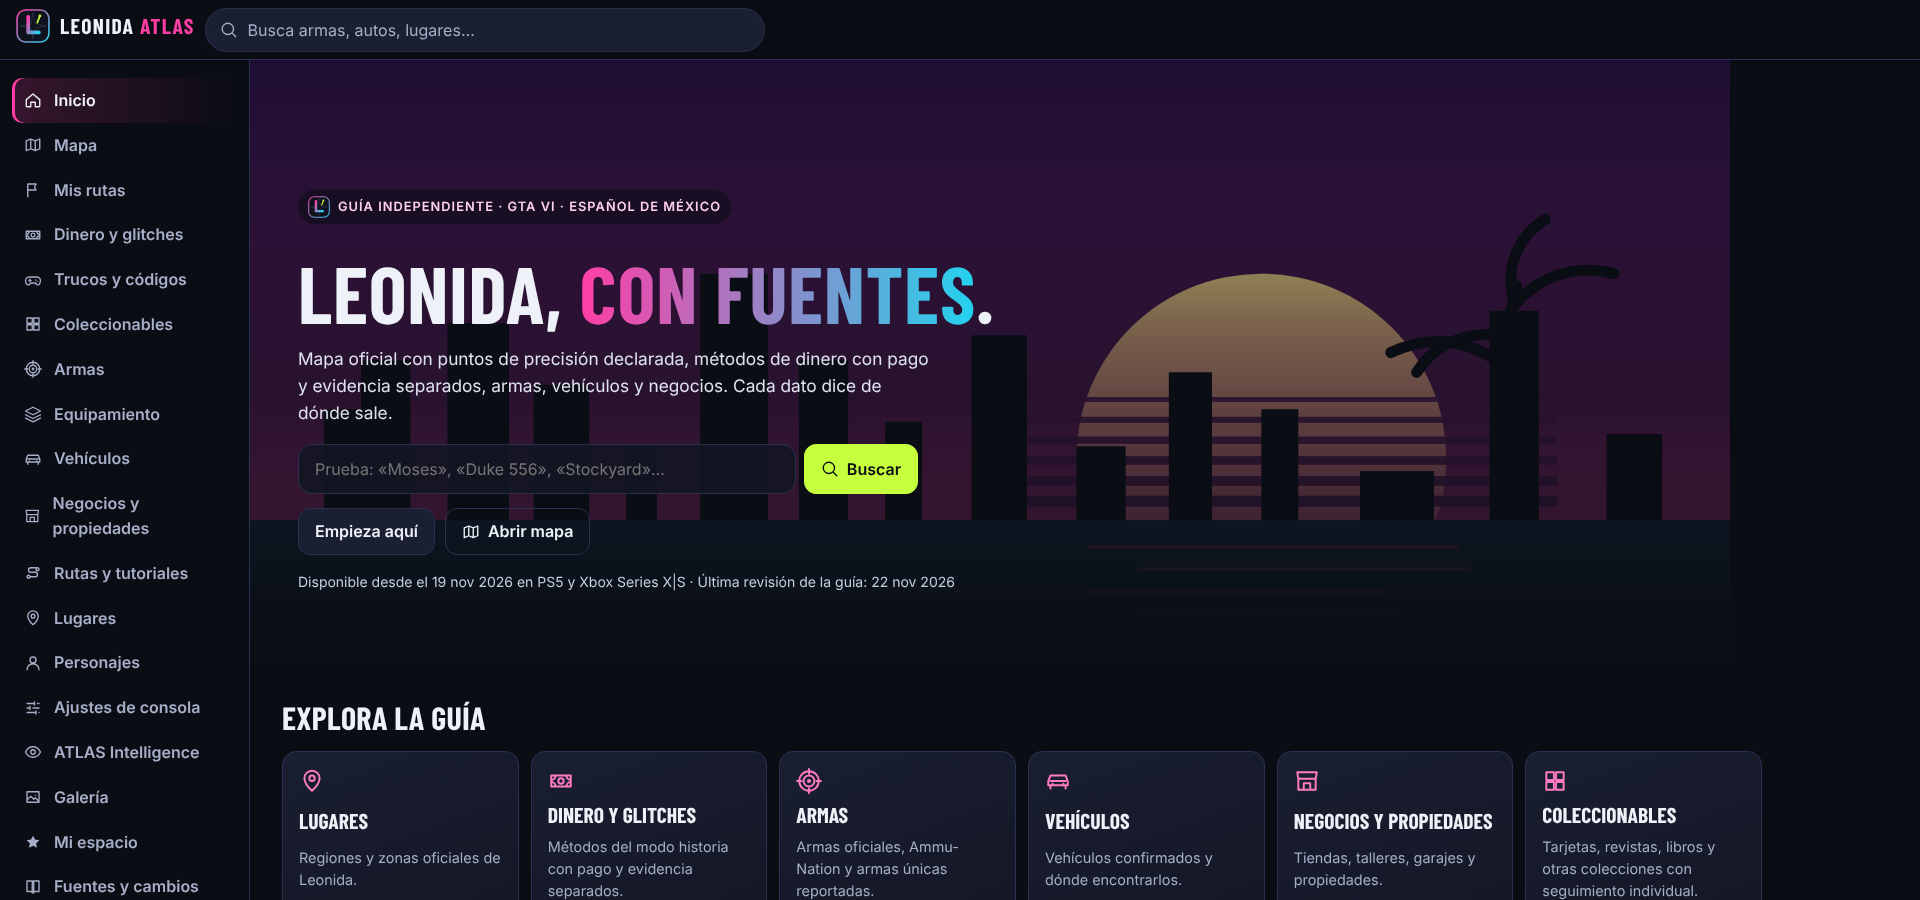 LEONIDA ATLAS
Busca armas, autos, lugares...
Inicio
Mapa
Mis rutas
Dinero y glitches
Trucos y códigos
Coleccionables
Armas
Equipamiento
Vehículos
Negocios y
propiedades
Rutas y tutoriales
Lugares
Personajes
Ajustes de consola
ATLAS Intelligence
Galería
Mi espacio
Fuentes y cambios
GUÍA INDEPENDIENTE · GTA VI · ESPAÑOL DE MÉXICO
LEONIDA, CON FUENTES.
Mapa oficial con puntos de precisión declarada, métodos de dinero con pago
y evidencia separados, armas, vehículos y negocios. Cada dato dice de
dónde sale.
Prueba: «Moses», «Duke 556», «Stockyard»...
Buscar
Empieza aquí
Abrir mapa
Disponible desde el 19 nov 2026 en PS5 y Xbox Series X|S · Última revisión de la guía: 22 nov 2026
EXPLORA LA GUÍA
LUGARES
Regiones y zonas oficiales de
Leonida.
DINERO Y GLITCHES
Métodos del modo historia
con pago y evidencia
separados.
ARMAS
Armas oficiales, Ammu-
Nation y armas únicas
reportadas.
VEHÍCULOS
Vehículos confirmados y
dónde encontrarlos.
NEGOCIOS Y PROPIEDADES
Tiendas, talleres, garajes y
propiedades.
COLECCIONABLES
Tarjetas, revistas, libros y
otras colecciones con
seguimiento individual.